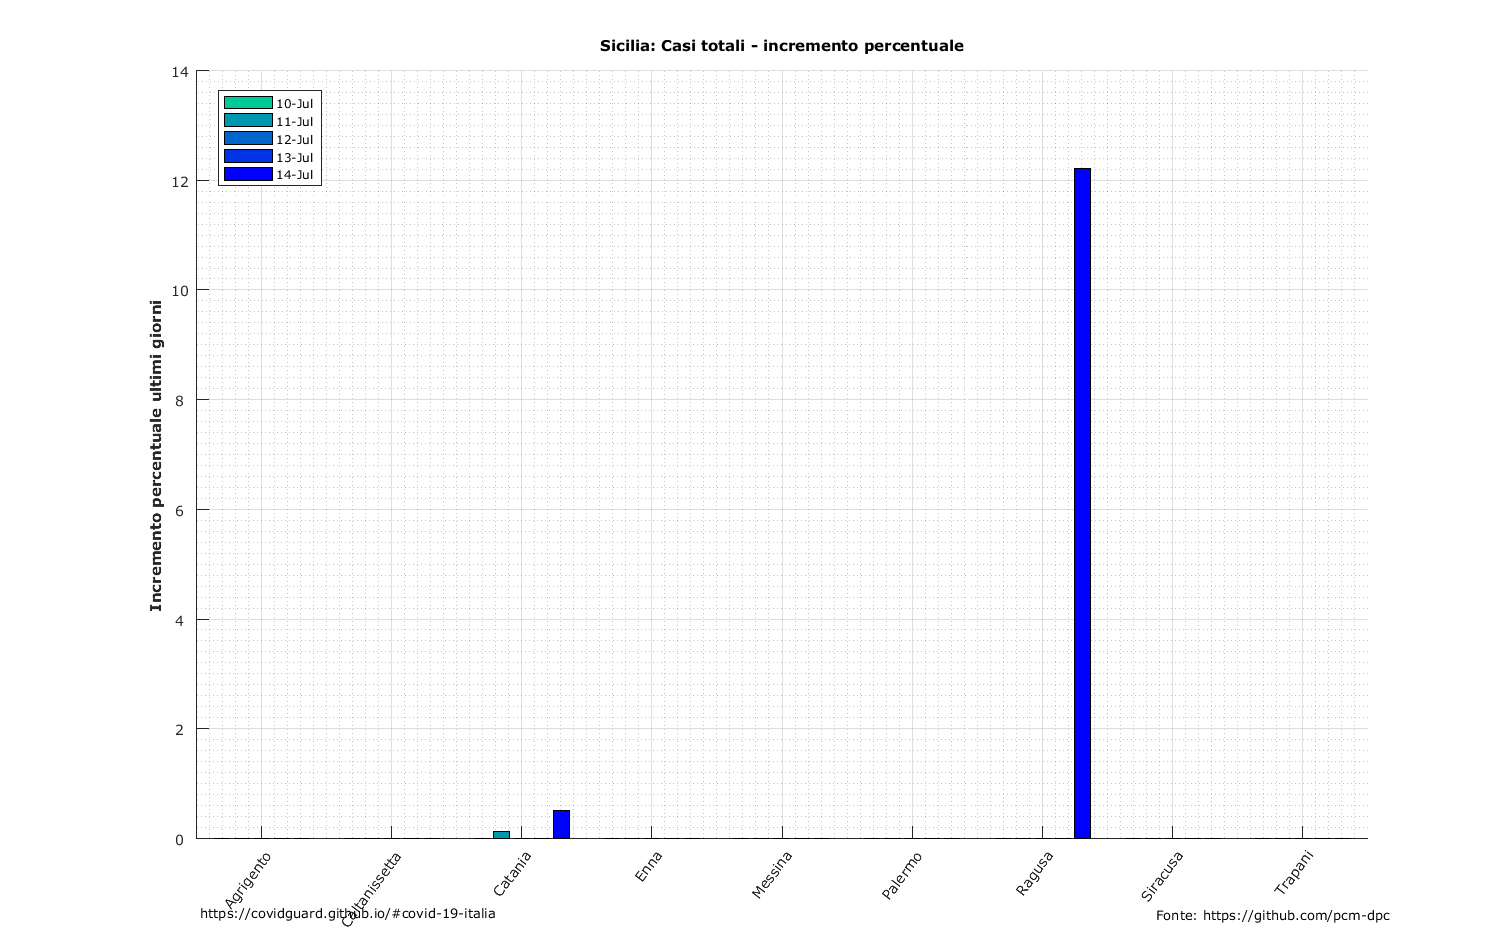 Sicilia: Casi totali - incremento percentuale
14
12
10
8
6
4
2
0
Incremento percentuale ultimi giorni
10-Jul
11-Jul
12-Jul
13-Jul
14-Jul
Agrigento
Caltanissetta
Catania
Enna
Messina
Palermo
Ragusa
Siracusa
Trapani
https://covidguard.github.io/#covid-19-italia
Fonte: https://github.com/pcm-dpc